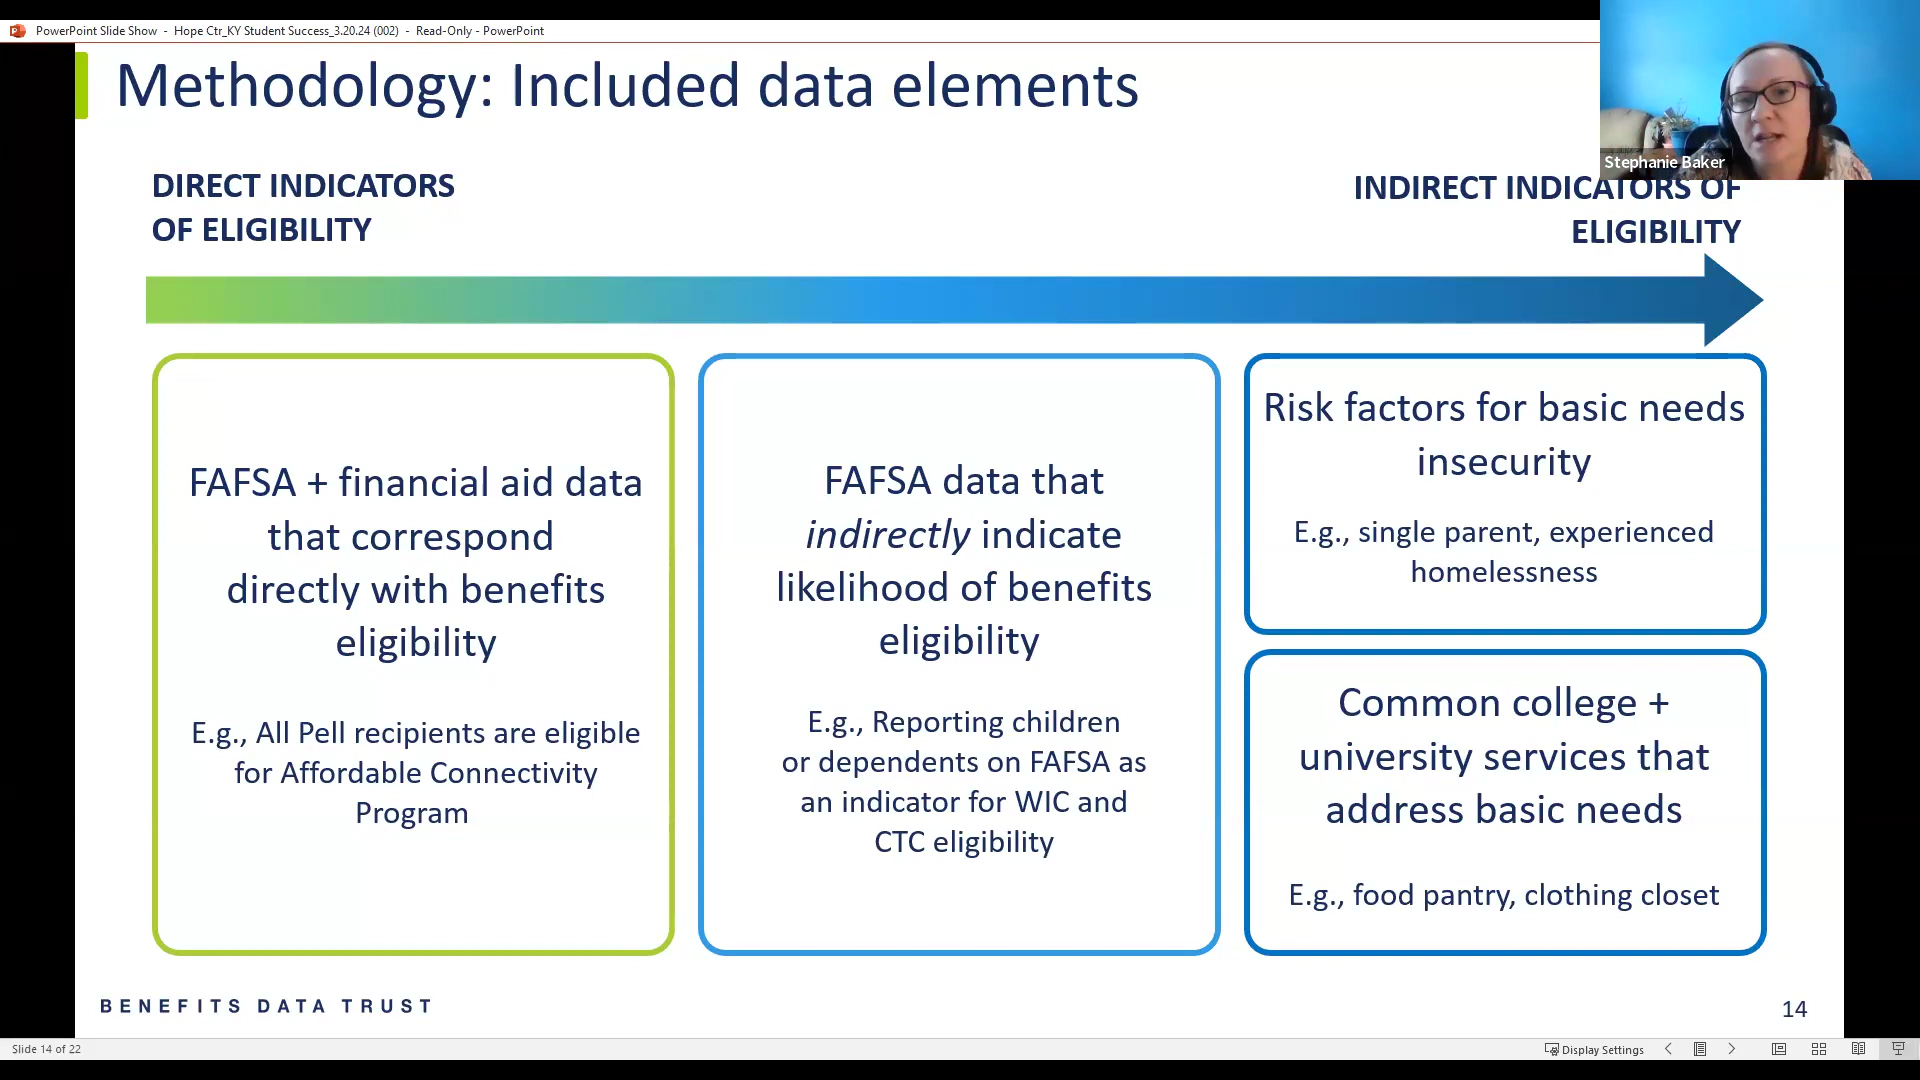 PowerPoint Slide Show - Hope Ctr_KY Student Success_3.20.24 (002) - Read-Only - PowerPoint
Methodology: Included data elements
Stephanie Baker
DIRECT INDICATORS
OF ELIGIBILITY
INDIRECT INDICATORS OF
ELIGIBILITY
FAFSA + financial aid data
that correspond
directly with benefits
eligibility
E.g., All Pell recipients are eligible
for Affordable Connectivity
Program
FAFSA data that
indirectly indicate
likelihood of benefits
eligibility
E.g., Reporting children
or dependents on FAFSA as
an indicator for WIC and
CTC eligibility
Risk factors for basic needs
insecurity
E.g., single parent, experienced
homelessness
Common college +
university services that
address basic needs
E.g., food pantry, clothing closet
BENEFITS DATA TRUST
14
Slide 14 of 22
Display Settings